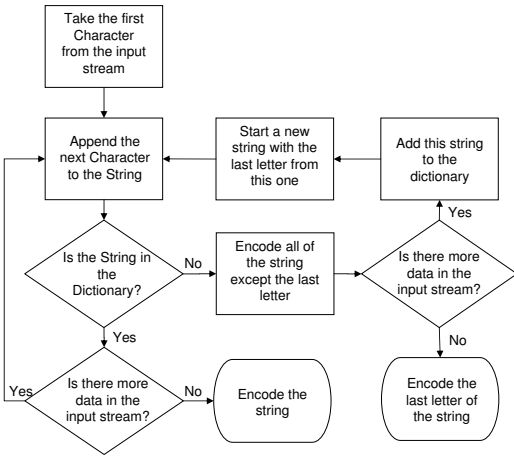 Take the first
Character
from the input
stream
Append the
next Character
to the String
Start a new
string with the
last letter from
this one
Add this string
to the
dictionary
Yes
Is the String in
the
Dictionary?
No
Encode all of
the string
except the last
letter
Is there more
data in the
input stream?
Yes
No
Yes
Is there more
data in the
input stream?
No
Encode the
string
Encode the
last letter of
the string